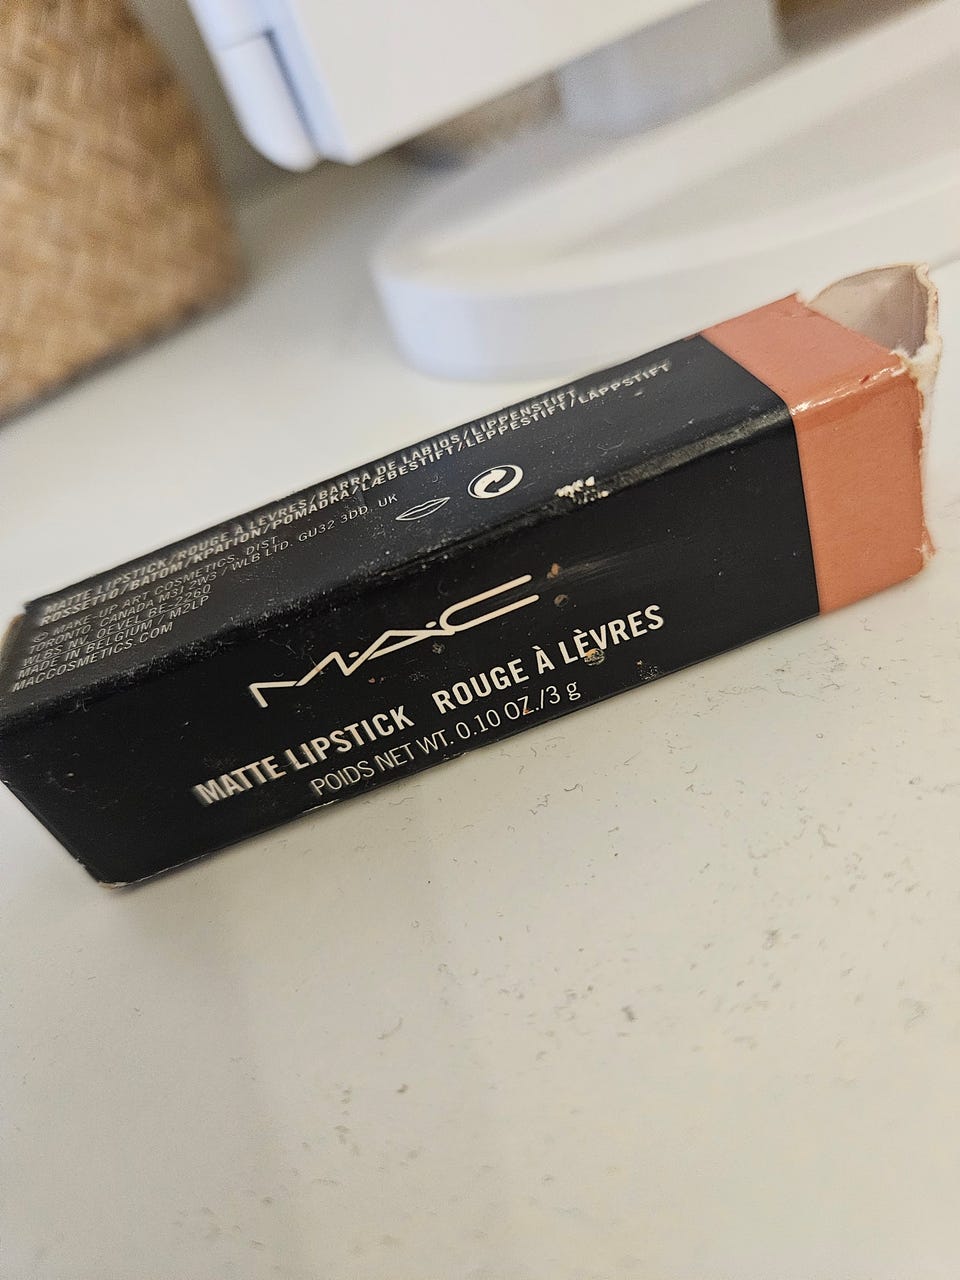 MATTE LIPSTICK/ROUGE À LÈVRES/BARRA DE LABIOS/LIPPENSTIFT
ROSSETTO/BATOM/ΚΡΑΓΙΟΝ/POMADKA/LÆBESTIFT/LEPPESTIFT/LÄPPSTIFT
© MAKE-UP ART COSMETICS, DIST.
TORONTO, CANADA M3J 2W3 / WLB LTD. GU32 3DD, UK
WLBS NV, OEVEL BE-2260
MADE IN BELGIUM / M2LP
MACCOSMETICS.COM
M·A·C
MATTE LIPSTICK ROUGE À LÈVRES
POIDS NET WT. 0.10 OZ./3 g